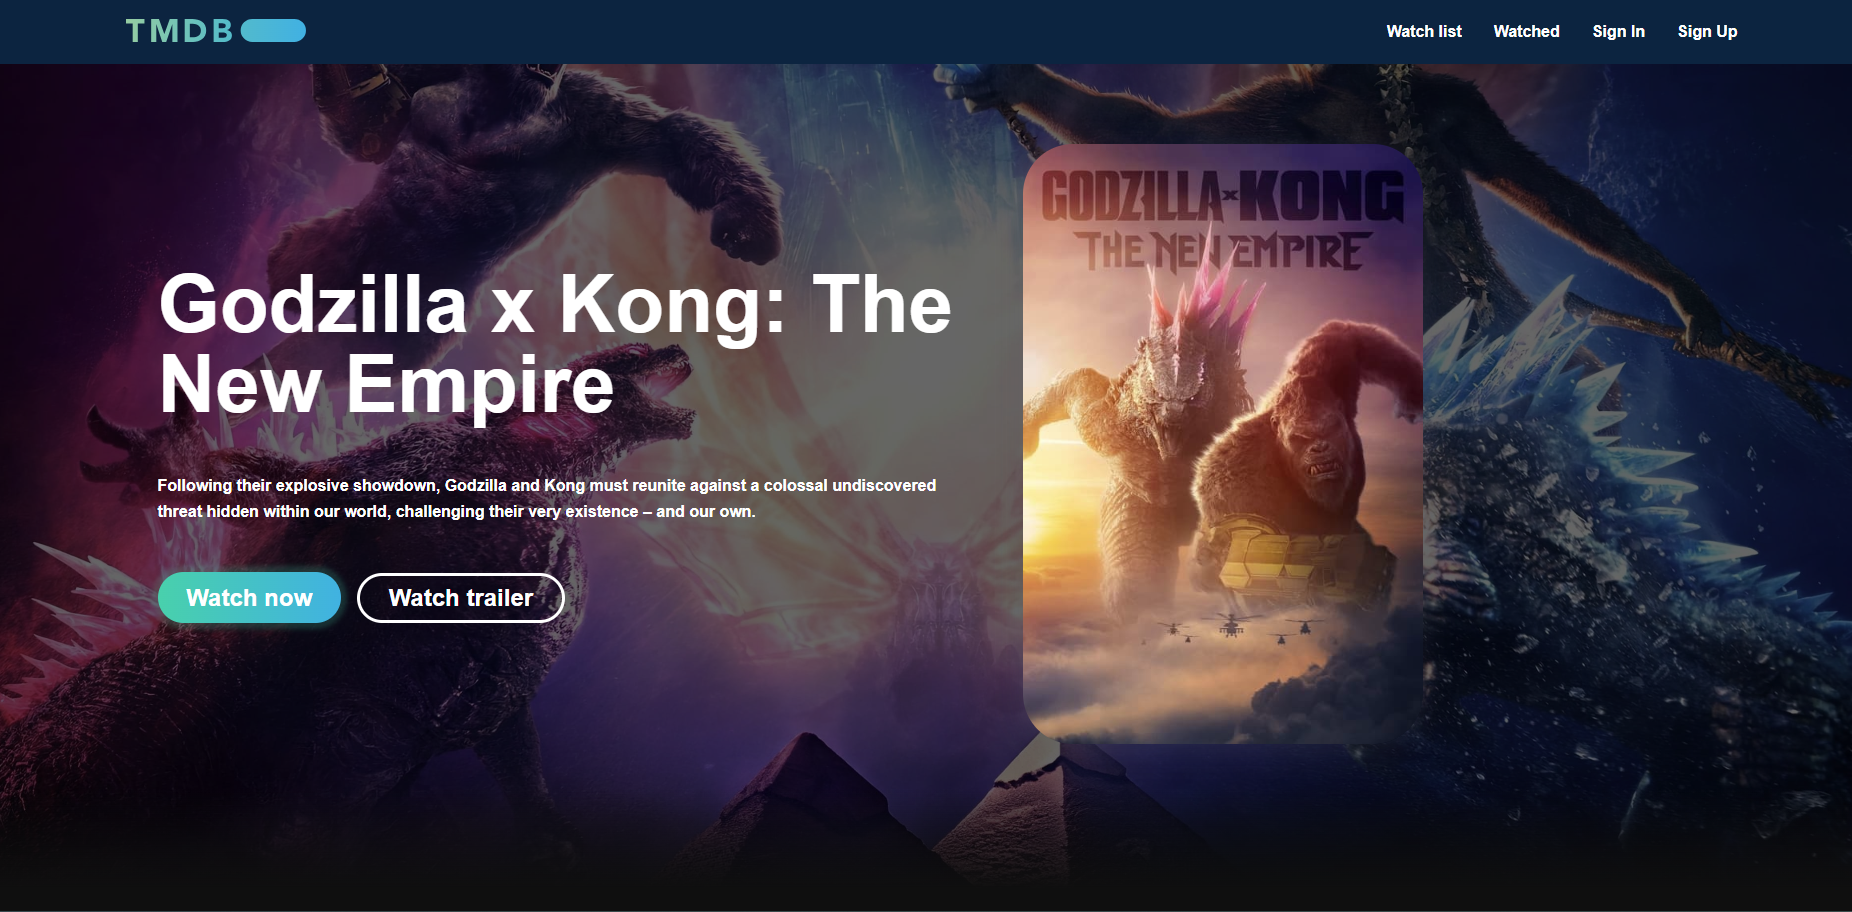 TMDB
Watch list
Watched
Sign In
Sign Up
Godzilla x Kong: The
New Empire
Following their explosive showdown, Godzilla and Kong must reunite against a colossal undiscovered
threat hidden within our world, challenging their very existence – and our own.
Watch now
Watch trailer
GODZILLA x KONG
THE NEW EMPIRE